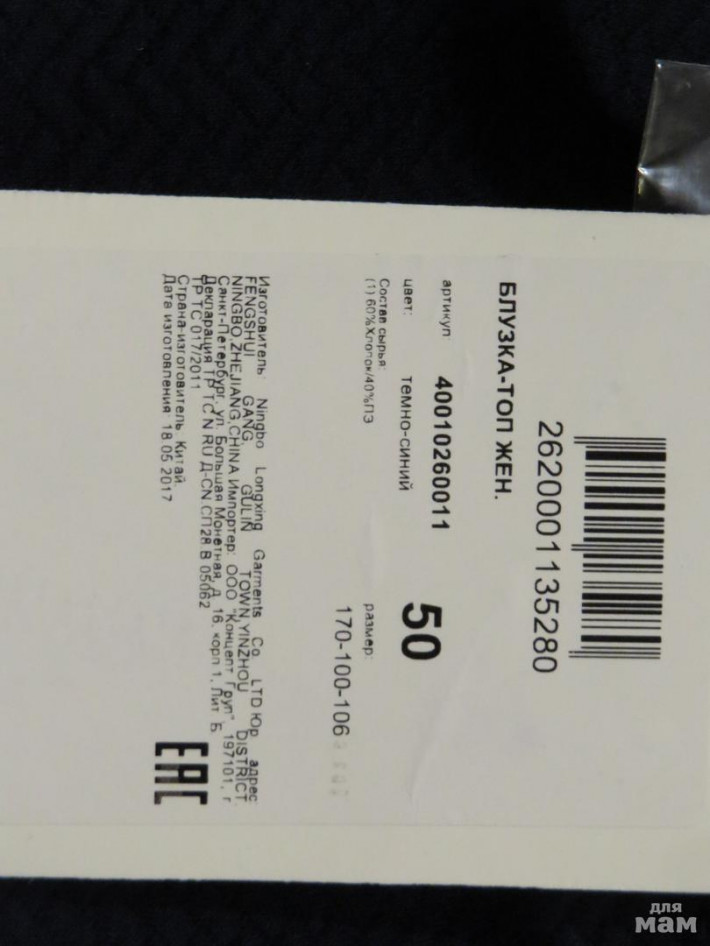 2620001135280
БЛУЗКА-ТОП ЖЕН.
артикул: 40010260011
цвет: темно-синий
50
размер:
170-100-106
Состав сырья:
(1) 60%Хлопок/40%ПЭ
Изготовитель: Ningbo Longxing Garments Co., LTD Юр. адрес:
FENGSHUI GANG, GULIN TOWN,YINZHOU DISTRICT
NINGBO,ZHEJIANG,CHINA Импортер: ООО "Концепт Груп", 197101, г.
Санкт-Петербург, ул. Большая Монетная, д. 16, корп 1, Лит Б
Декларация ТР ТС N RU Д-CN.СП28.В.05062
ТР ТС 017/2011
Страна-изготовитель: Китай
Дата изготовления: 18.05.2017
EAC
для
мам